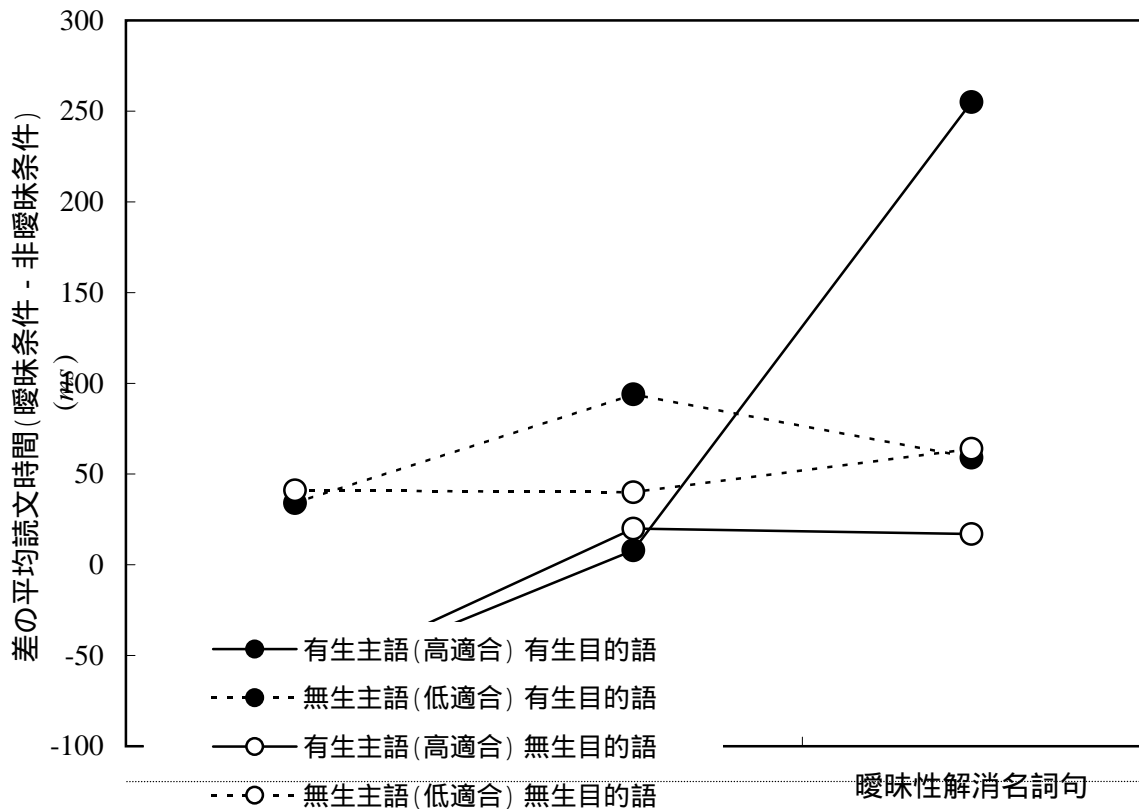 差の平均読文時間(曖昧条件 - 非曖昧条件)
(ms)
300
250
200
150
100
50
0
-50
-100
有生主語(高適合) 有生目的語
無生主語(低適合) 有生目的語
有生主語(高適合) 無生目的語
無生主語(低適合) 無生目的語
曖昧性解消名詞句